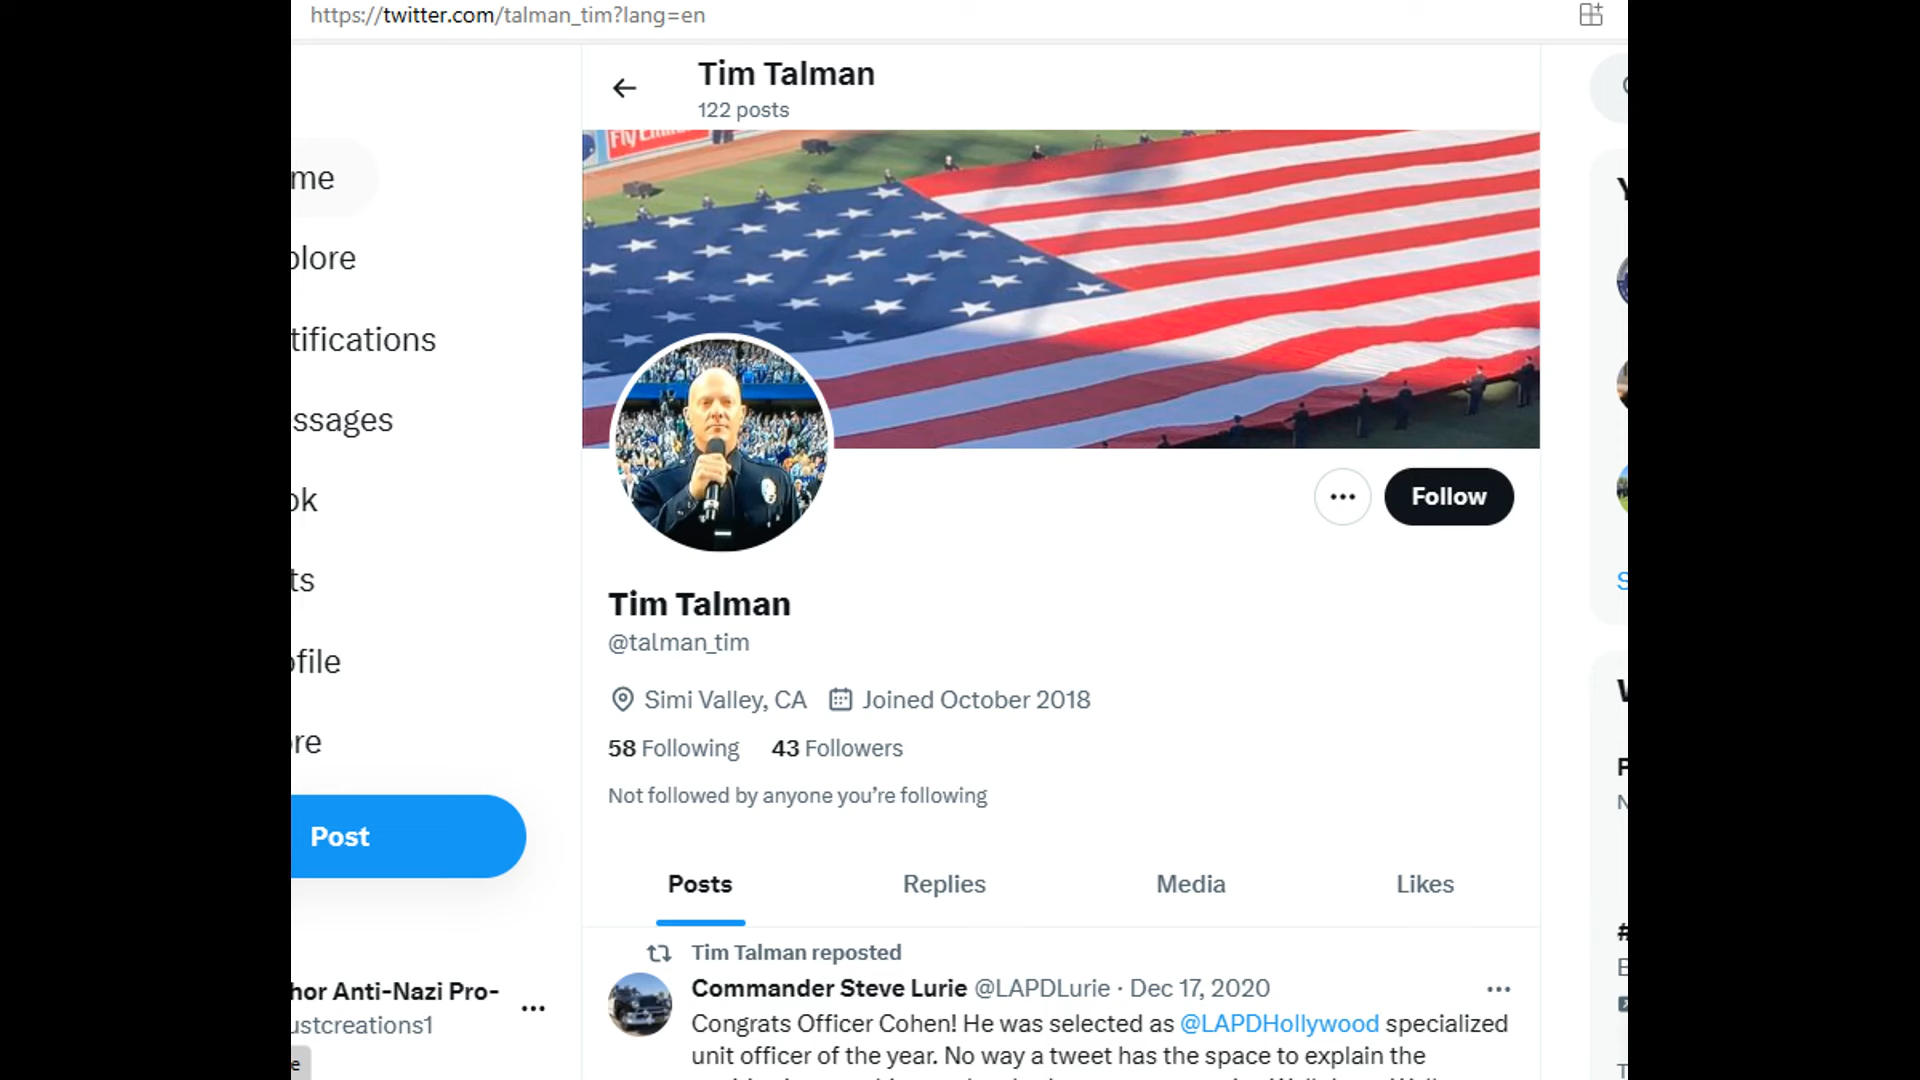 https://twitter.com/talman_tim?lang=en
Tim Talman
122 posts
Fly Emir
me
plore
tifications
ssages
ok
ts
ofile
re
Post
hor Anti-Nazi Pro-
ustcreations1
e
Follow
Tim Talman
@talman_tim
Simi Valley, CA Joined October 2018
58 Following 43 Followers
Not followed by anyone you’re following
Posts Replies Media Likes
Tim Talman reposted
Commander Steve Lurie @LAPDLurie · Dec 17, 2020
Congrats Officer Cohen! He was selected as @LAPDHollywood specialized
unit officer of the year. No way a tweet has the space to explain the